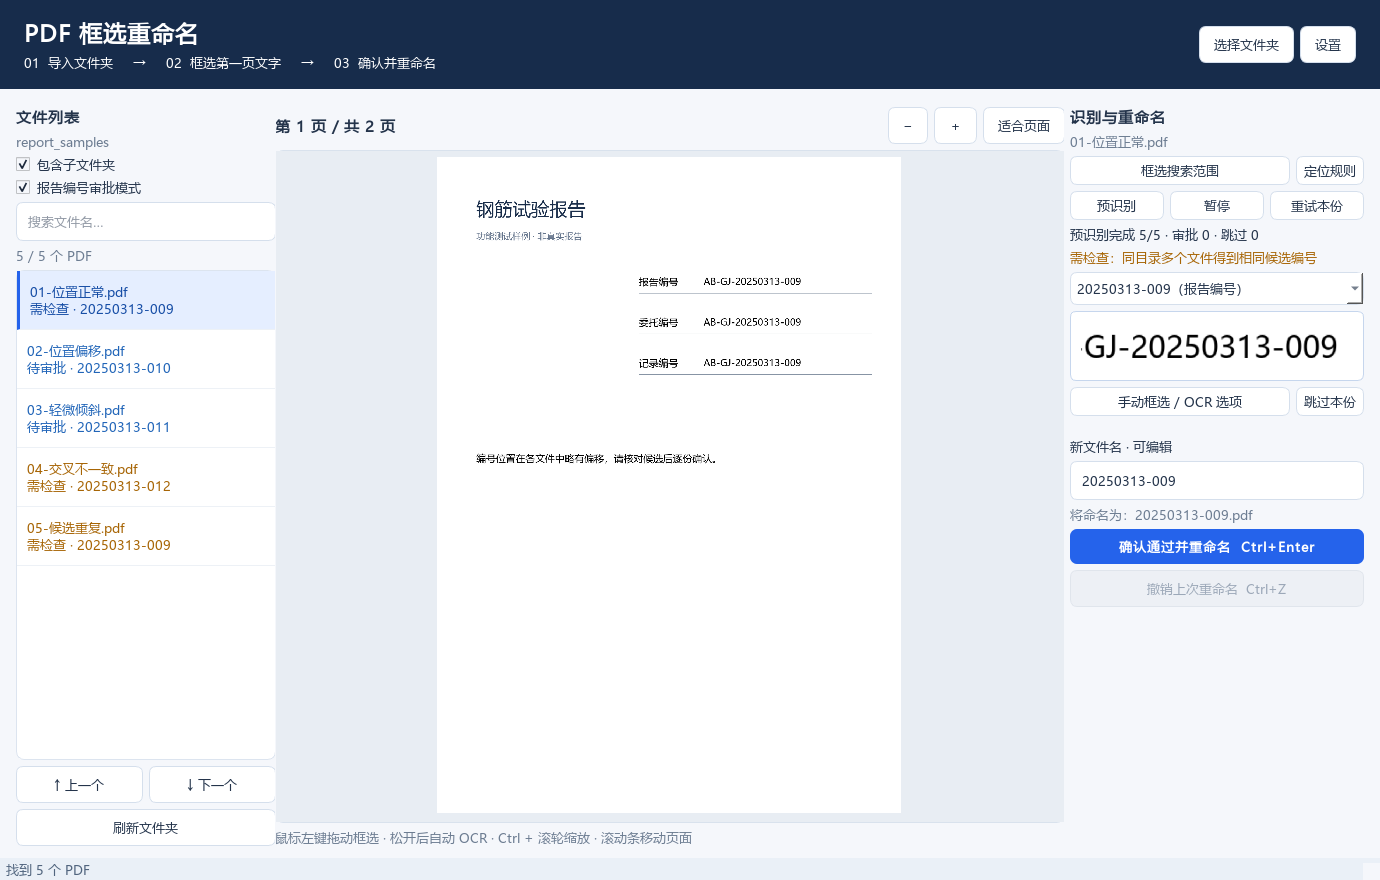 PDF 框选重命名
01 导入文件夹 → 02 框选第一页文字 → 03 确认并重命名
选择文件夹
设置
文件列表
report_samples
包含子文件夹
报告编号审批模式
搜索文件名...
5 / 5 个 PDF
01-位置正常.pdf
需检查 · 20250313-009
02-位置偏移.pdf
待审批 · 20250313-010
03-轻微倾斜.pdf
待审批 · 20250313-011
04-交叉不一致.pdf
需检查 · 20250313-012
05-候选重复.pdf
需检查 · 20250313-009
↑ 上一个
↓ 下一个
刷新文件夹
第 1 页 / 共 2 页
−
+
适合页面
钢筋试验报告
功能测试样例 · 非真实报告
报告编号 AB-GJ-20250313-009
委托编号 AB-GJ-20250313-009
记录编号 AB-GJ-20250313-009
编号位置在各文件中略有偏移，请核对候选后逐份确认。
鼠标左键拖动框选 · 松开后自动 OCR · Ctrl + 滚轮缩放 · 滚动条移动页面
识别与重命名
01-位置正常.pdf
框选搜索范围
定位规则
预识别
暂停
重试本份
预识别完成 5/5 · 审批 0 · 跳过 0
需检查：同目录多个文件得到相同候选编号
20250313-009（报告编号）
GJ-20250313-009
手动框选 / OCR 选项
跳过本份
新文件名 · 可编辑
20250313-009
将命名为：20250313-009.pdf
确认通过并重命名 Ctrl+Enter
撤销上次重命名 Ctrl+Z
找到 5 个 PDF